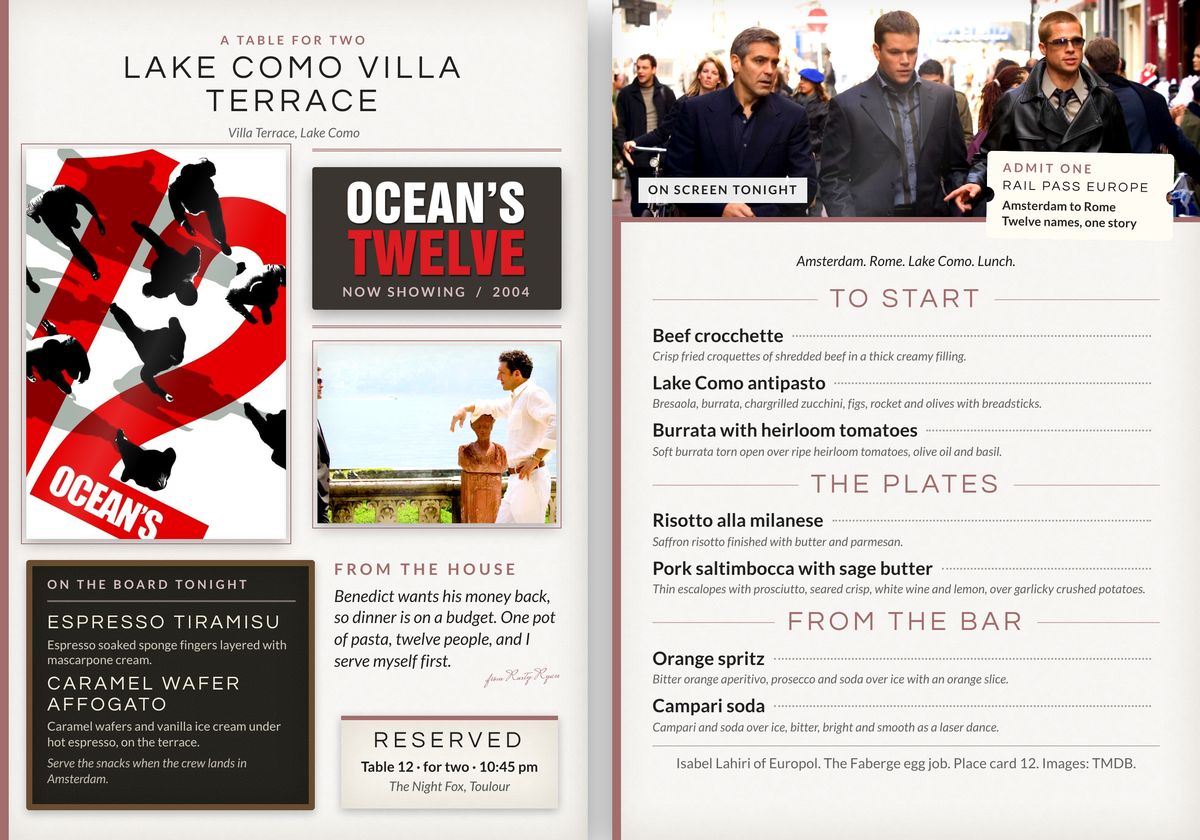 A TABLE FOR TWO
LAKE COMO VILLA
TERRACE
Villa Terrace, Lake Como
OCEAN'S
OCEAN'S
TWELVE
NOW SHOWING / 2004
ON THE BOARD TONIGHT
ESPRESSO TIRAMISU
Espresso soaked sponge fingers layered with
mascarpone cream.
CARAMEL WAFER
AFFOGATO
Caramel wafers and vanilla ice cream under
hot espresso, on the terrace.
Serve the snacks when the crew lands in
Amsterdam.
FROM THE HOUSE
Benedict wants his money back,
so dinner is on a budget. One pot
of pasta, twelve people, and I
serve myself first.
from Rusty Ryan
RESERVED
Table 12 · for two · 10:45 pm
The Night Fox, Toulour
ON SCREEN TONIGHT
ADMIT ONE
RAIL PASS EUROPE
Amsterdam to Rome
Twelve names, one story
Amsterdam. Rome. Lake Como. Lunch.
TO START
Beef crocchette
Crisp fried croquettes of shredded beef in a thick creamy filling.
Lake Como antipasto
Bresaola, burrata, chargrilled zucchini, figs, rocket and olives with breadsticks.
Burrata with heirloom tomatoes
Soft burrata torn open over ripe heirloom tomatoes, olive oil and basil.
THE PLATES
Risotto alla milanese
Saffron risotto finished with butter and parmesan.
Pork saltimbocca with sage butter
Thin escalopes with prosciutto, seared crisp, white wine and lemon, over garlicky crushed potatoes.
FROM THE BAR
Orange spritz
Bitter orange aperitivo, prosecco and soda over ice with an orange slice.
Campari soda
Campari and soda over ice, bitter, bright and smooth as a laser dance.
Isabel Lahiri of Europol. The Faberge egg job. Place card 12. Images: TMDB.